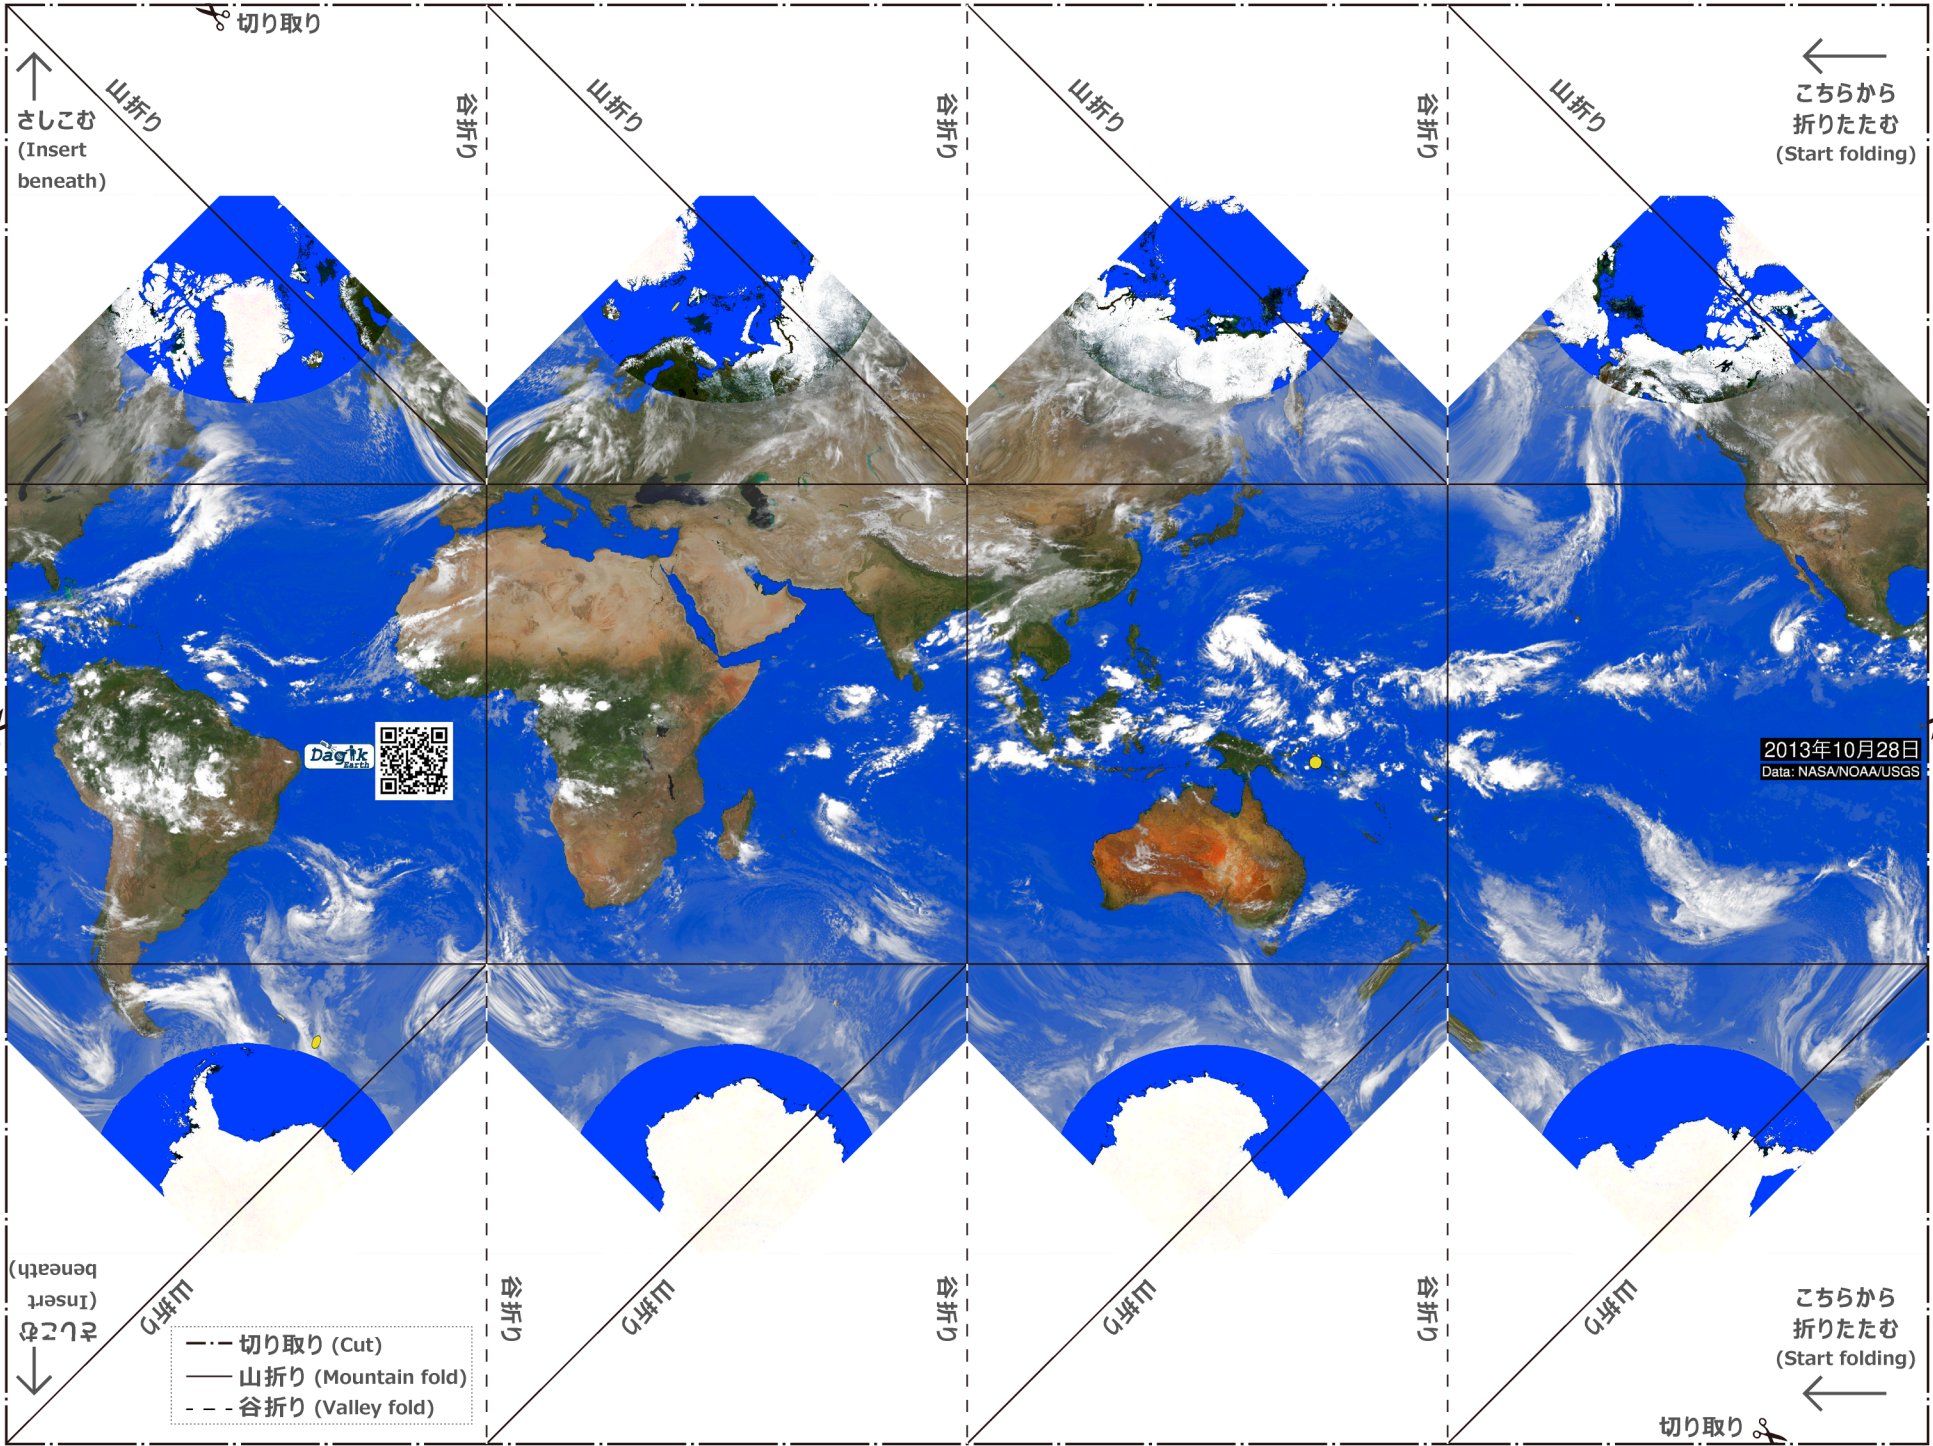 切り取り
山折り
谷折り
山折り
谷折り
山折り
谷折り
山折り
さしこむ
(Insert
beneath)
こちらから
折りたたむ
(Start folding)
Dagik
Earth
2013年10月28日
Data: NASA/NOAA/USGS
さしこむ
(Insert
beneath)
山折り
谷折り
山折り
谷折り
山折り
谷折り
山折り
こちらから
折りたたむ
(Start folding)
切り取り (Cut)
山折り (Mountain fold)
谷折り (Valley fold)
切り取り